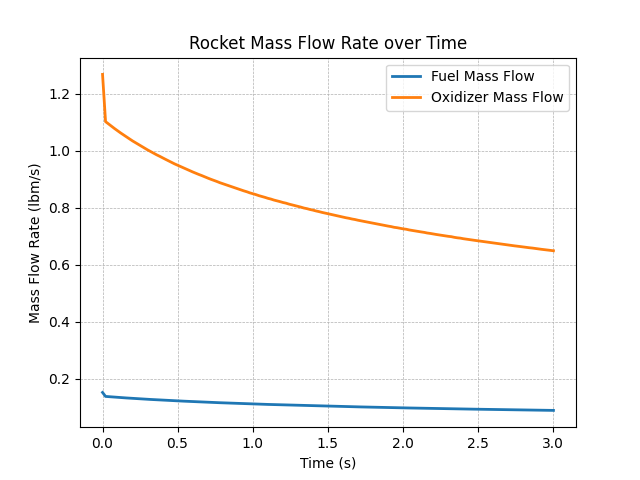 Rocket Mass Flow Rate over Time
Fuel Mass Flow
Oxidizer Mass Flow
Mass Flow Rate (lbm/s)
1.2
1.0
0.8
0.6
0.4
0.2
0.0 0.5 1.0 1.5 2.0 2.5 3.0
Time (s)